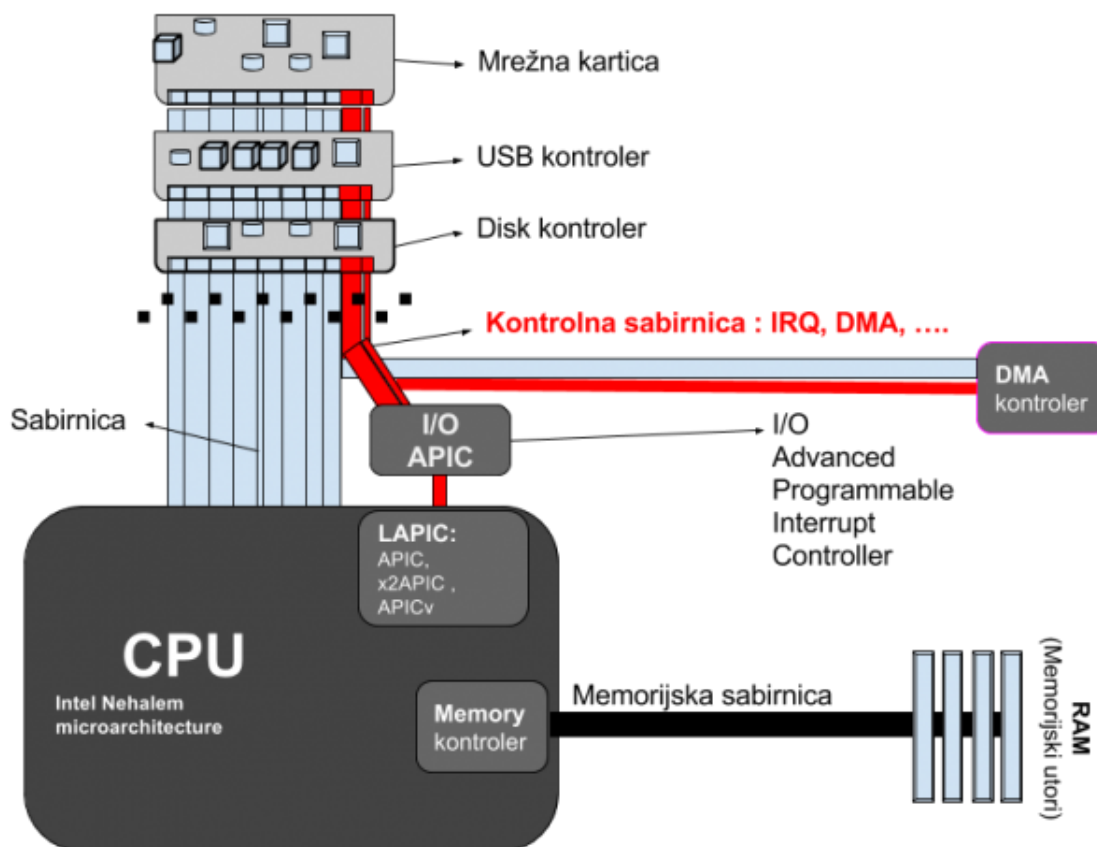 Mrežna kartica
USB kontroler
Disk kontroler
Kontrolna sabirnica : IRQ, DMA, ....
DMA
kontroler
Sabirnica
I/O
APIC
I/O
Advanced
Programmable
Interrupt
Controller
LAPIC:
APIC,
x2APIC ,
APICv
CPU
Intel Nehalem
microarchitecture
Memory
kontroler
Memorijska sabirnica
RAM
(Memorijski utori)